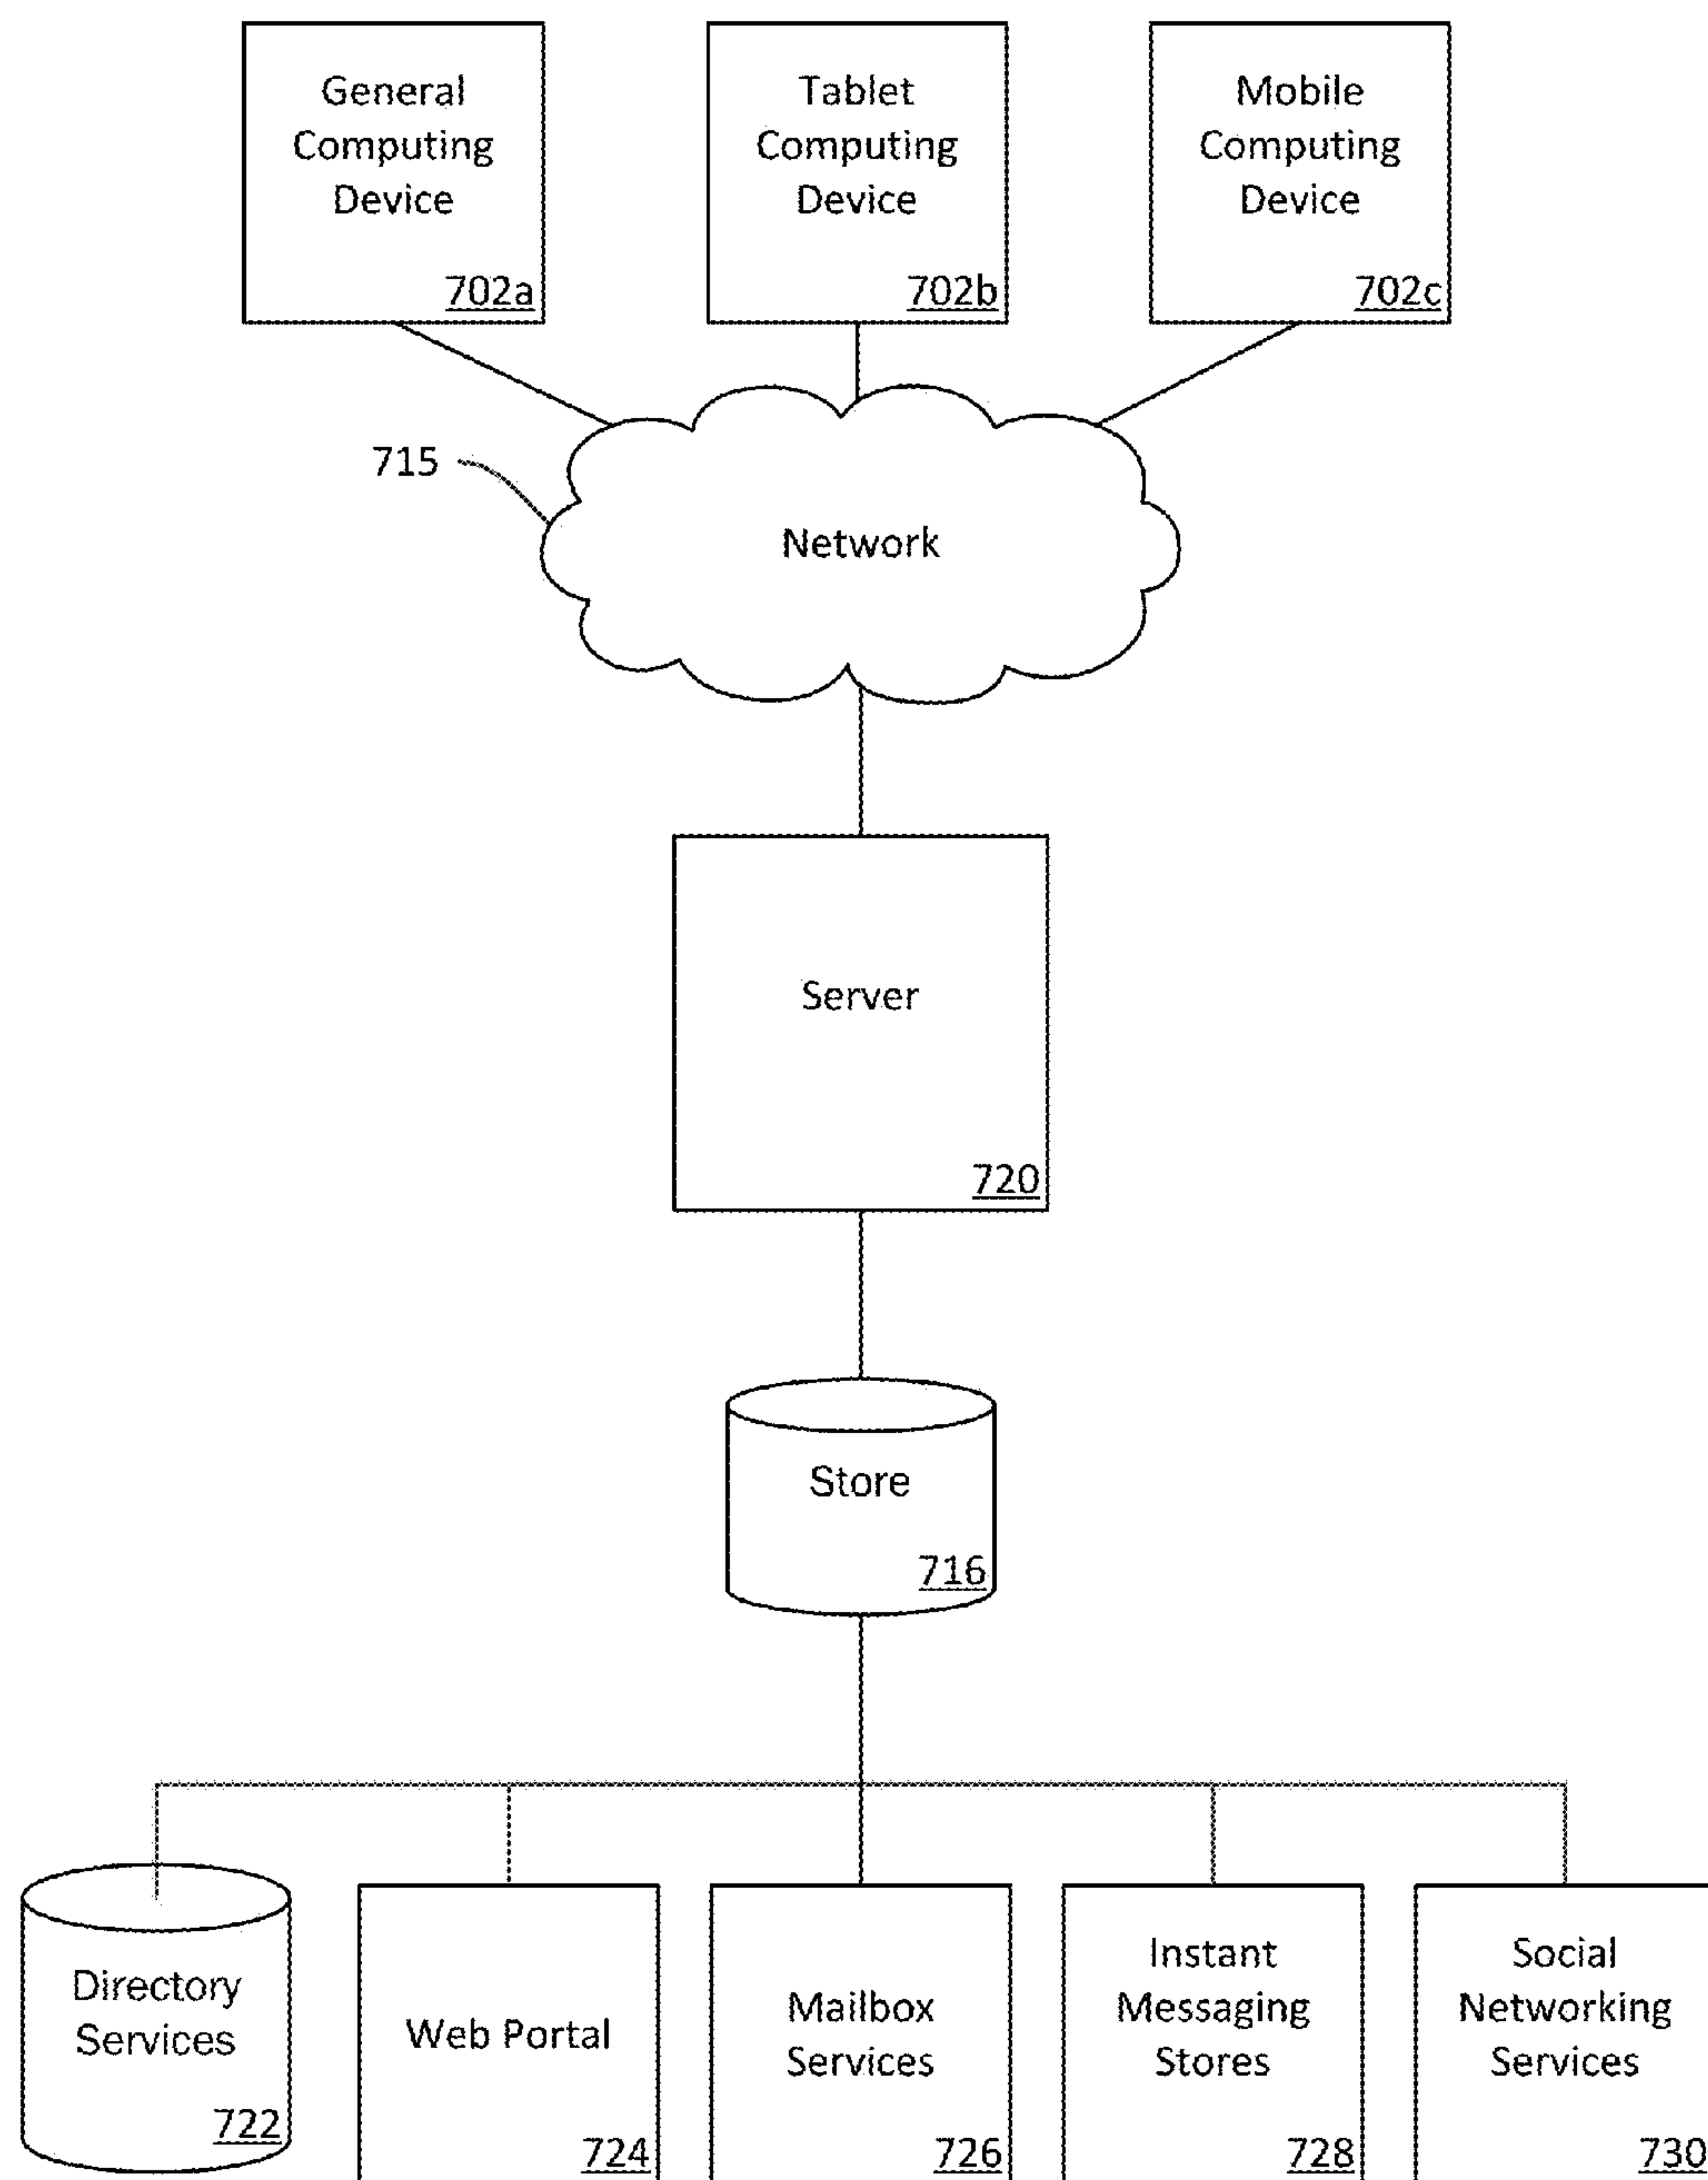 General
Computing
Device
702a
Tablet
Computing
Device
702b
Mobile
Computing
Device
702c
715
Network
Server
720
Store
716
Directory
Services
722
Web Portal
724
Mailbox
Services
726
Instant
Messaging
Stores
728
Social
Networking
Services
730